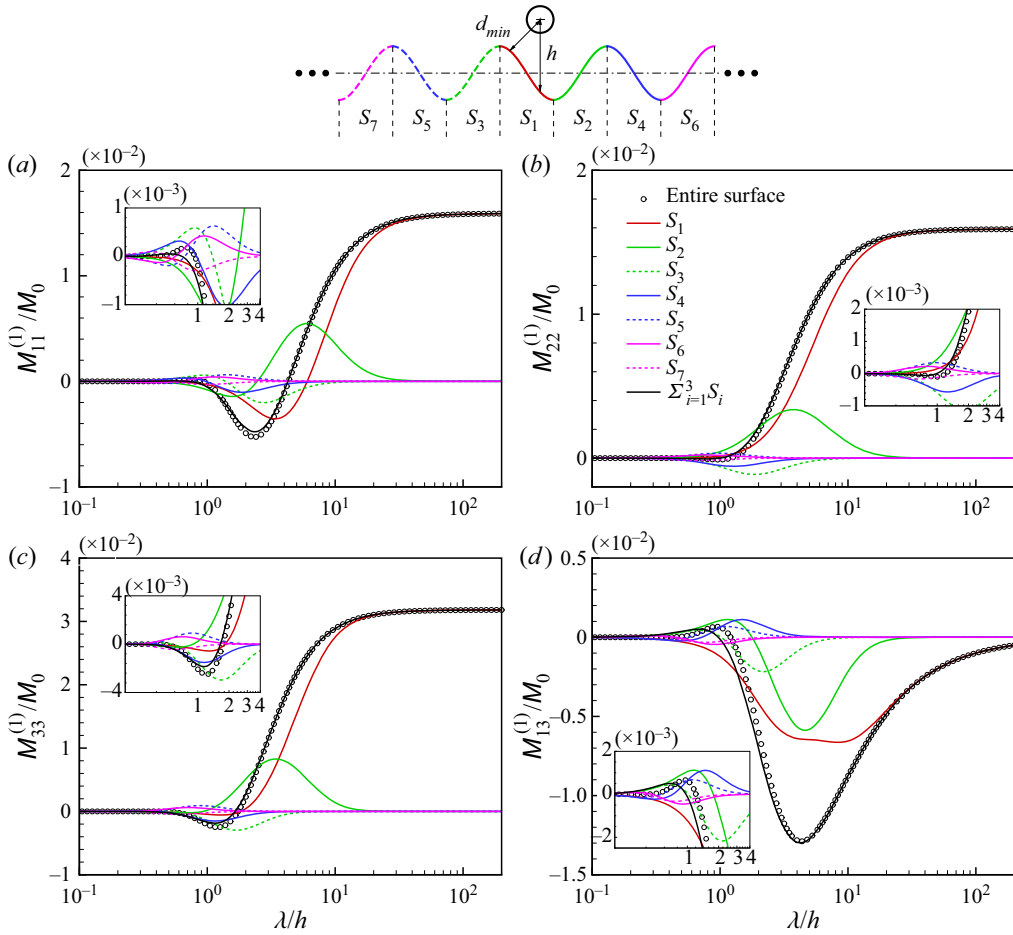 d_min
h
S_7 S_5 S_3 S_1 S_2 S_4 S_6
(a)
(×10^−2)
2
1
0
−1
M_11^(1)/M_0
(×10^−3)
1
0
−1
1 2 3 4
10^−1 10^0 10^1 10^2
(b)
(×10^−2)
2
1
0
−1
M_22^(1)/M_0
Entire surface
S_1
S_2
S_3
S_4
S_5
S_6
S_7
Σ_{i=1}^3 S_i
(×10^−3)
2
1
0
−1
1 2 3 4
10^−1 10^0 10^1 10^2
(c)
(×10^−2)
4
3
2
1
0
−1
M_33^(1)/M_0
(×10^−3)
4
0
−4
1 2 3 4
10^−1 10^0 10^1 10^2
λ/h
(d)
(×10^−2)
0.5
0
−0.5
−1.0
−1.5
M_13^(1)/M_0
(×10^−3)
2
0
−2
1 2 3 4
10^−1 10^0 10^1 10^2
λ/h